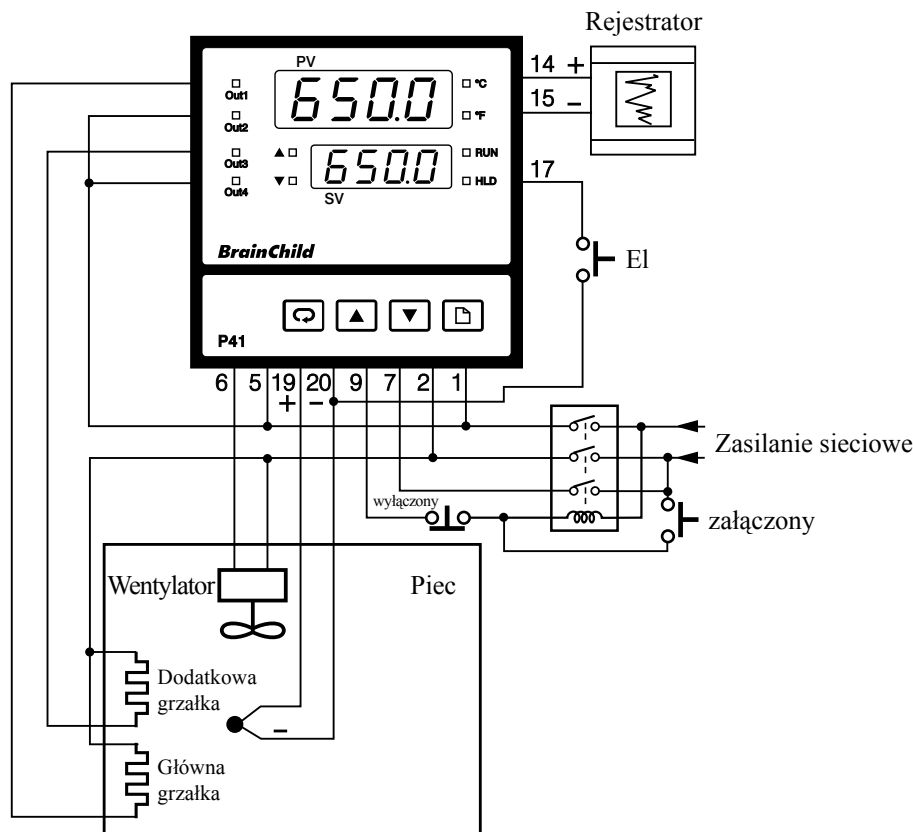 Rejestrator
14 +
15 −
17
El
PV
650.0
Out1
Out2
Out3
Out4
°C
°F
RUN
HLD
▲
▼
650.0
SV
BrainChild
▲
▼
P41
6
5
19
20
9
7
2
1
+
−
Zasilanie sieciowe
wyłączony
załączony
Wentylator
Piec
Dodatkowa
grzałka
−
Główna
grzałka